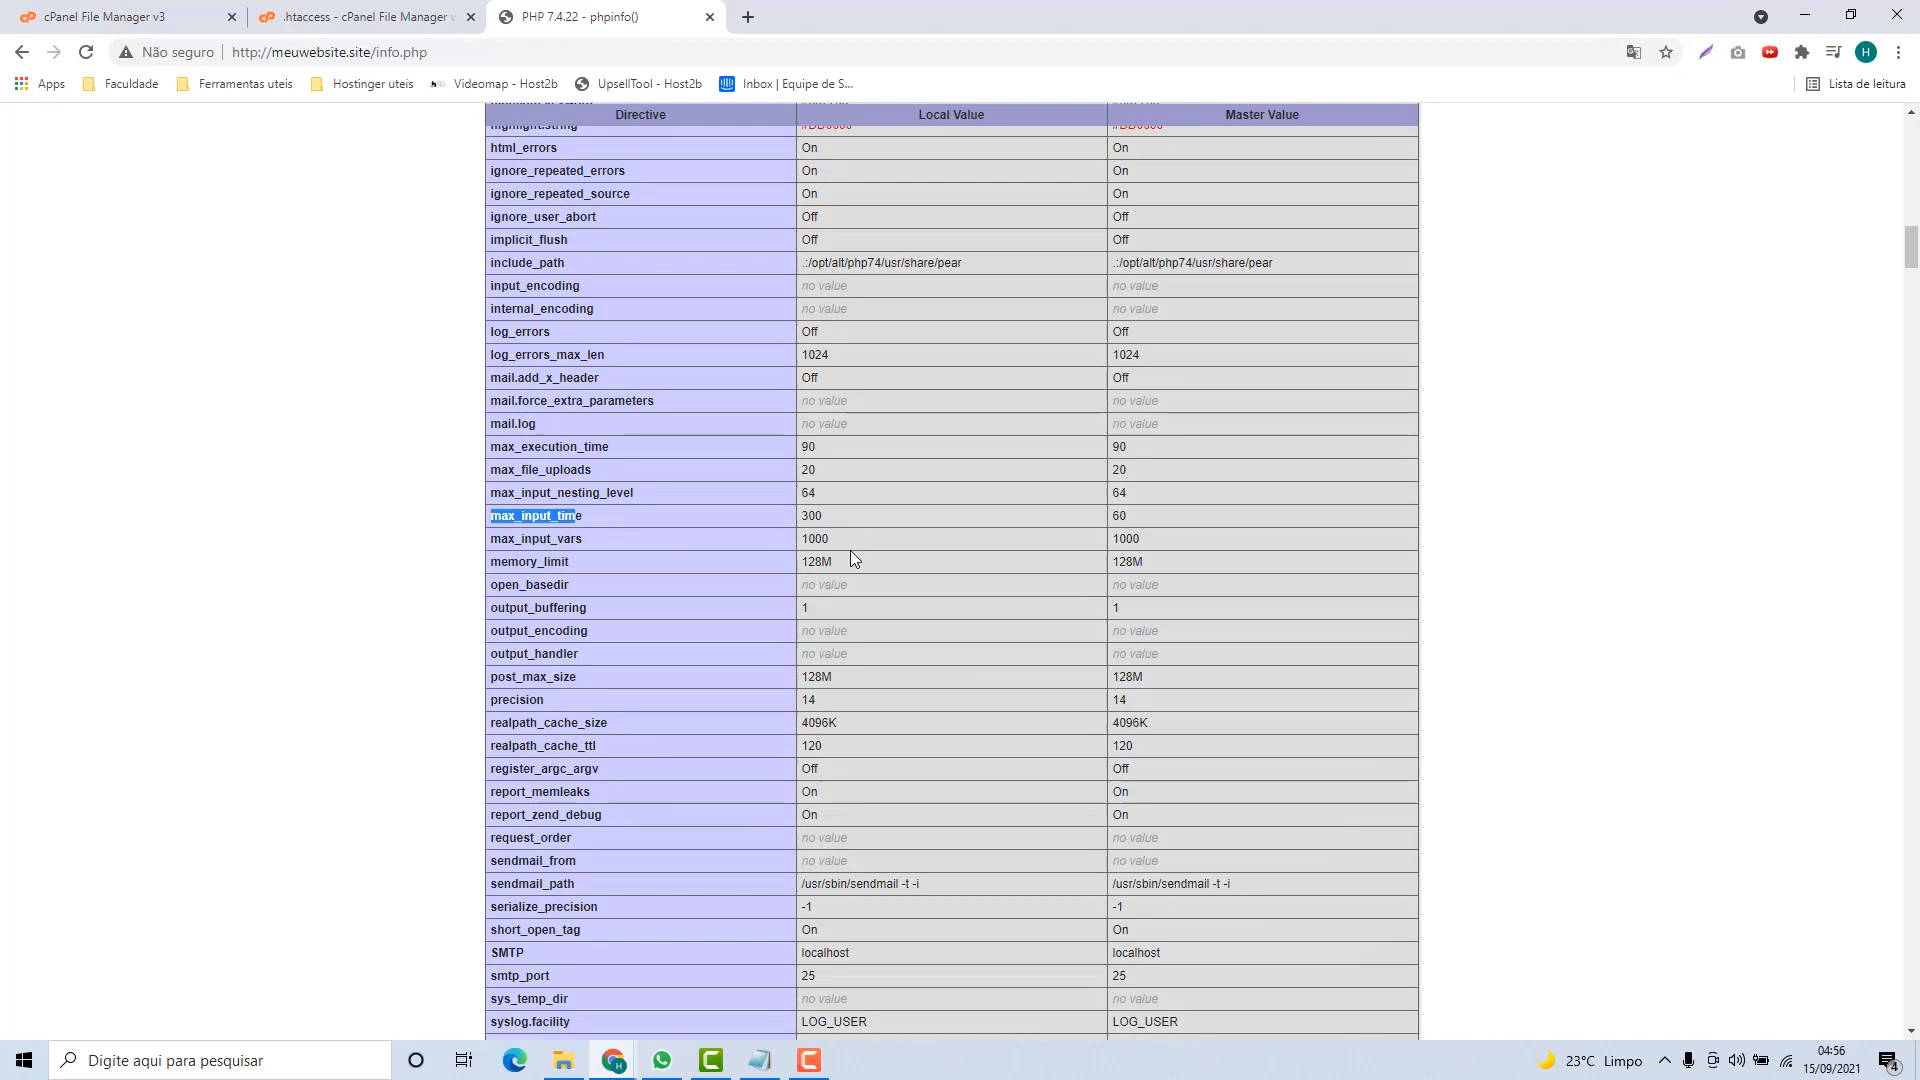 cPanel File Manager v3
.htaccess - cPanel File Manager v
PHP 7.4.22 - phpinfo()
Não seguro
http://meuwebsite.site/info.php
Apps
Faculdade
Ferramentas uteis
Hostinger uteis
Videomap - Host2b
UpsellTool - Host2b
Inbox | Equipe de S...
Lista de leitura
Directive Local Value Master Value
highlight.string #DD0000 #DD0000
html_errors On On
ignore_repeated_errors On On
ignore_repeated_source On On
ignore_user_abort Off Off
implicit_flush Off Off
include_path .:/opt/alt/php74/usr/share/pear .:/opt/alt/php74/usr/share/pear
input_encoding no value no value
internal_encoding no value no value
log_errors Off Off
log_errors_max_len 1024 1024
mail.add_x_header Off Off
mail.force_extra_parameters no value no value
mail.log no value no value
max_execution_time 90 90
max_file_uploads 20 20
max_input_nesting_level 64 64
max_input_time 300 60
max_input_vars 1000 1000
memory_limit 128M 128M
open_basedir no value no value
output_buffering 1 1
output_encoding no value no value
output_handler no value no value
post_max_size 128M 128M
precision 14 14
realpath_cache_size 4096K 4096K
realpath_cache_ttl 120 120
register_argc_argv Off Off
report_memleaks On On
report_zend_debug On On
request_order no value no value
sendmail_from no value no value
sendmail_path /usr/sbin/sendmail -t -i /usr/sbin/sendmail -t -i
serialize_precision -1 -1
short_open_tag On On
SMTP localhost localhost
smtp_port 25 25
sys_temp_dir no value no value
syslog.facility LOG_USER LOG_USER
Digite aqui para pesquisar
23°C Limpo
04:56
15/09/2021
4